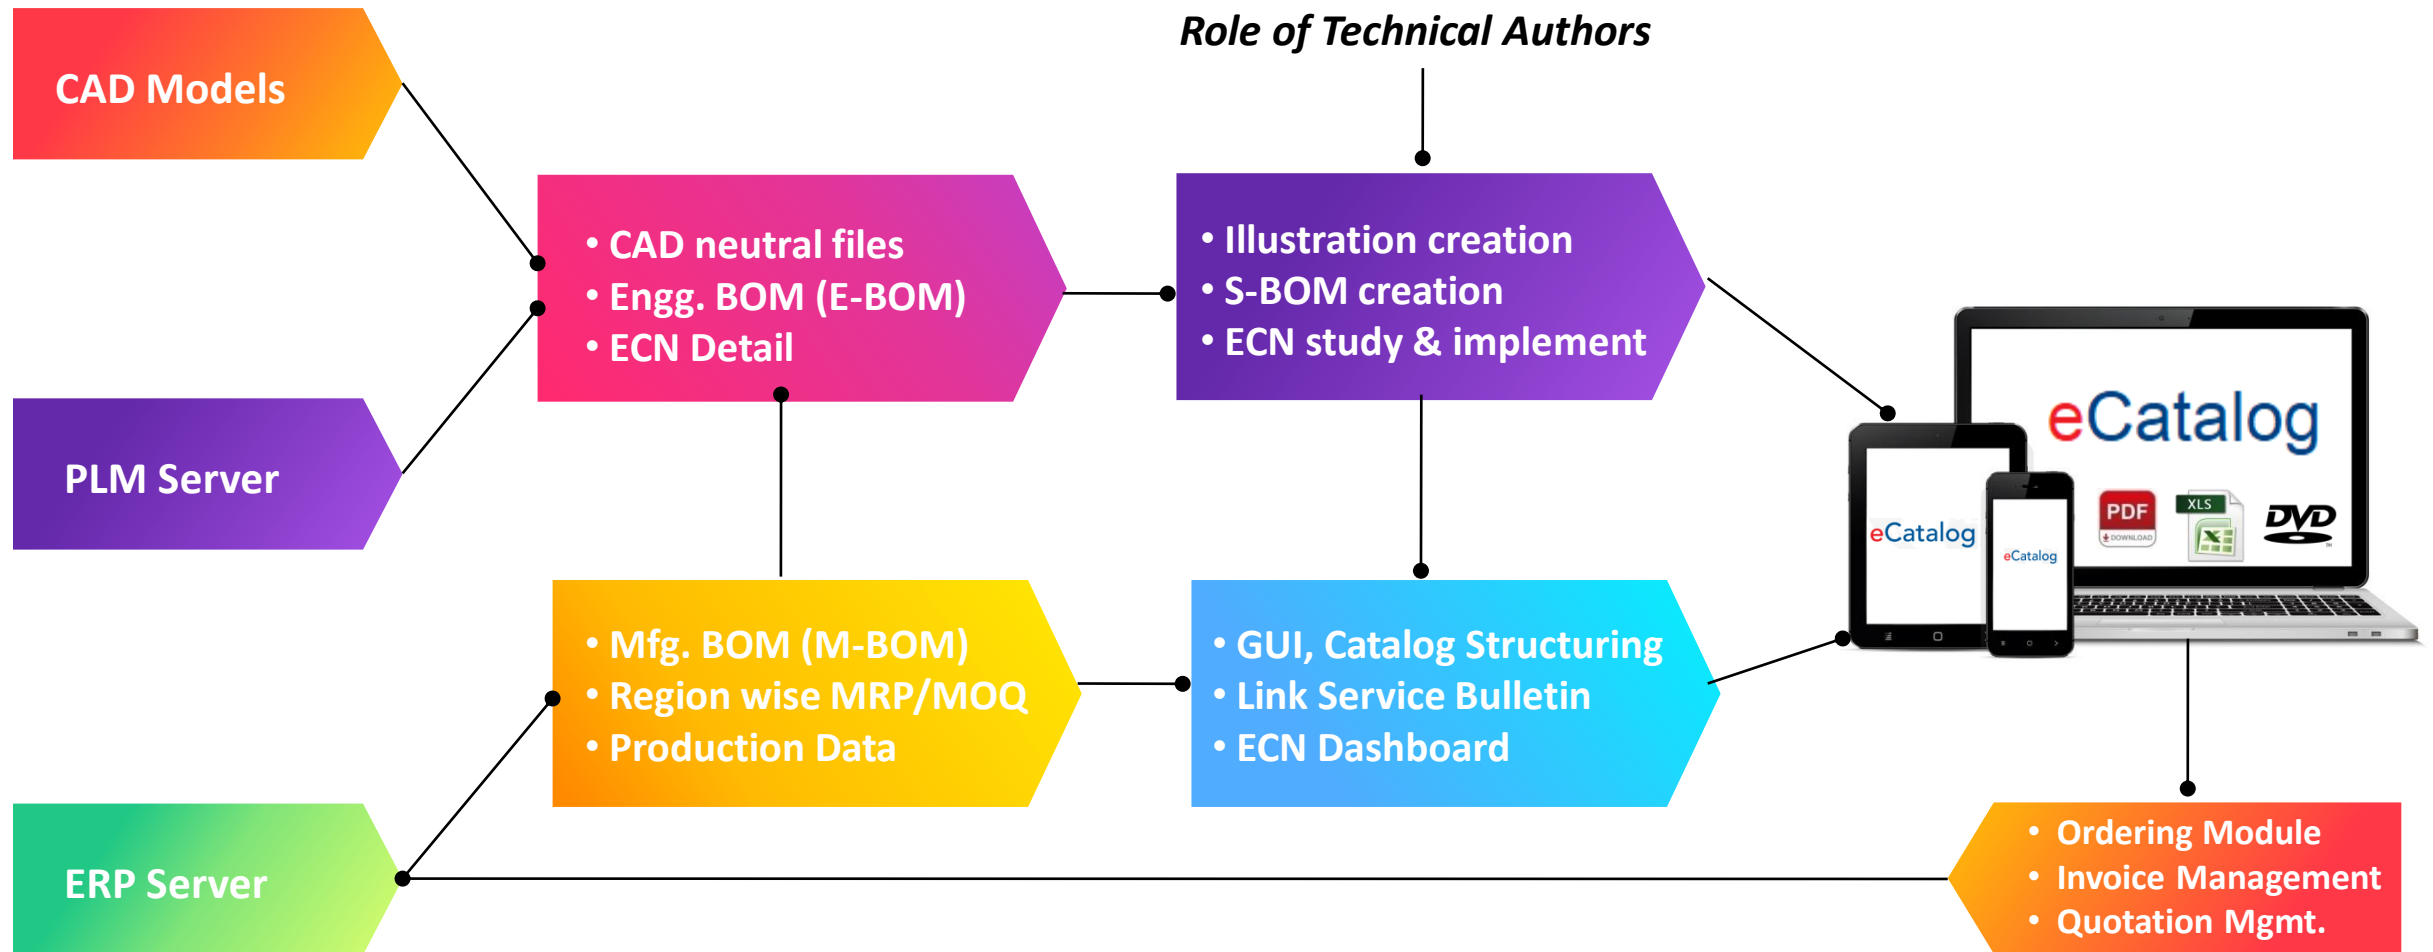 Role of Technical Authors
CAD Models
• CAD neutral files
• Engg. BOM (E-BOM)
• ECN Detail
• Illustration creation
• S-BOM creation
• ECN study & implement
PLM Server
eCatalog
PDF
DOWNLOAD
XLS
DVD
eCatalog
eCatalog
• Mfg. BOM (M-BOM)
• Region wise MRP/MOQ
• Production Data
• GUI, Catalog Structuring
• Link Service Bulletin
• ECN Dashboard
ERP Server
• Ordering Module
• Invoice Management
• Quotation Mgmt.